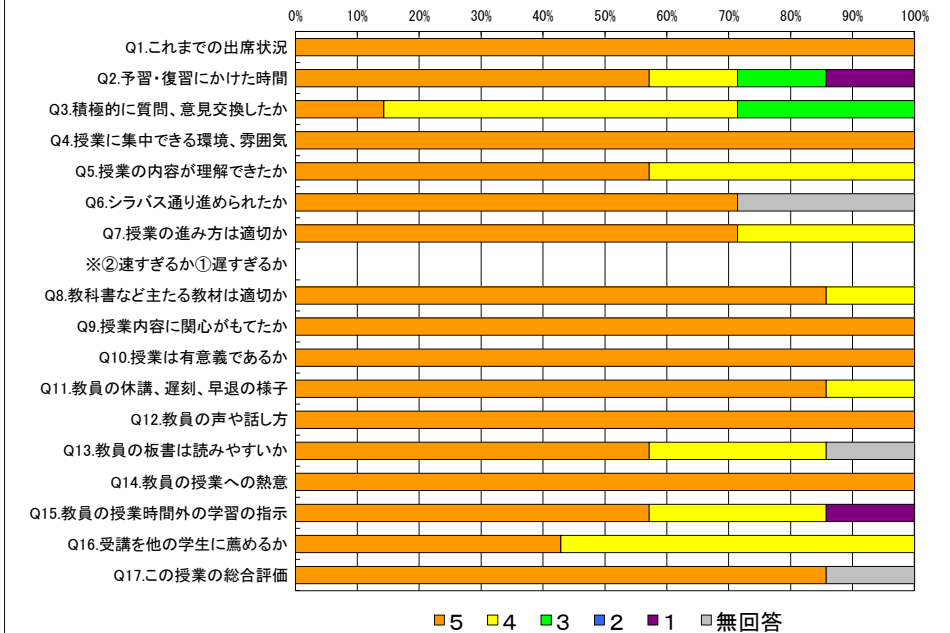 0% 10% 20% 30% 40% 50% 60% 70% 80% 90% 100%
Q1.これまでの出席状況
Q2.予習・復習にかけた時間
Q3.積極的に質問、意見交換したか
Q4.授業に集中できる環境、雰囲気
Q5.授業の内容が理解できたか
Q6.シラバス通り進められたか
Q7.授業の進み方は適切か
※②速すぎるか①遅すぎるか
Q8.教科書など主たる教材は適切か
Q9.授業内容に関心がもてたか
Q10.授業は有意義であるか
Q11.教員の休講、遅刻、早退の様子
Q12.教員の声や話し方
Q13.教員の板書は読みやすいか
Q14.教員の授業への熱意
Q15.教員の授業時間外の学習の指示
Q16.受講を他の学生に薦めるか
Q17.この授業の総合評価
5 4 3 2 1 無回答